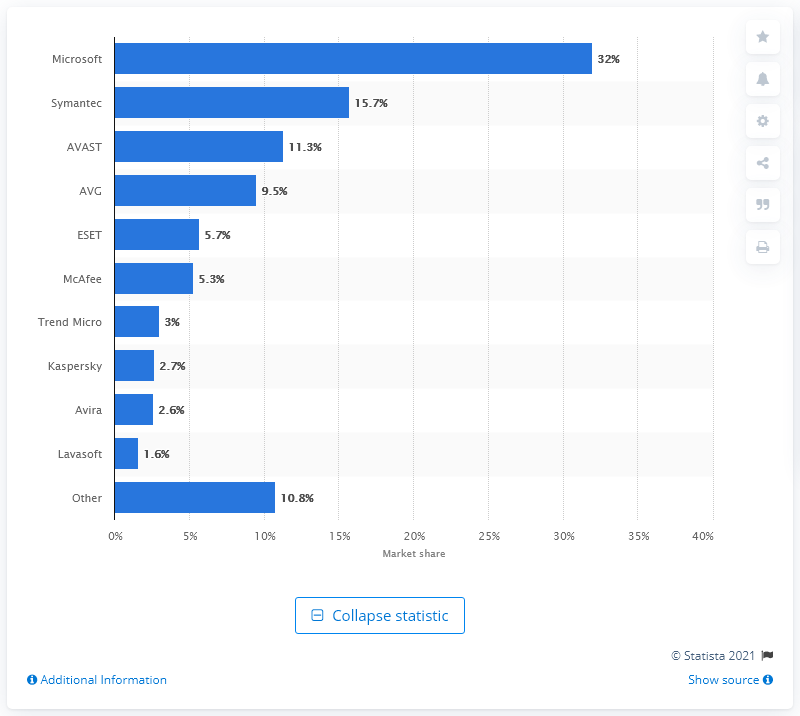 Microsoft 32%
Symantec 15.7%
AVAST 11.3%
AVG 9.5%
ESET 5.7%
McAfee 5.3%
Trend Micro 3%
Kaspersky 2.7%
Avira 2.6%
Lavasoft 1.6%
Other 10.8%
0% 5% 10% 15% 20% 25% 30% 35% 40%
Market share
Collapse statistic
© Statista 2021
Additional Information Show source